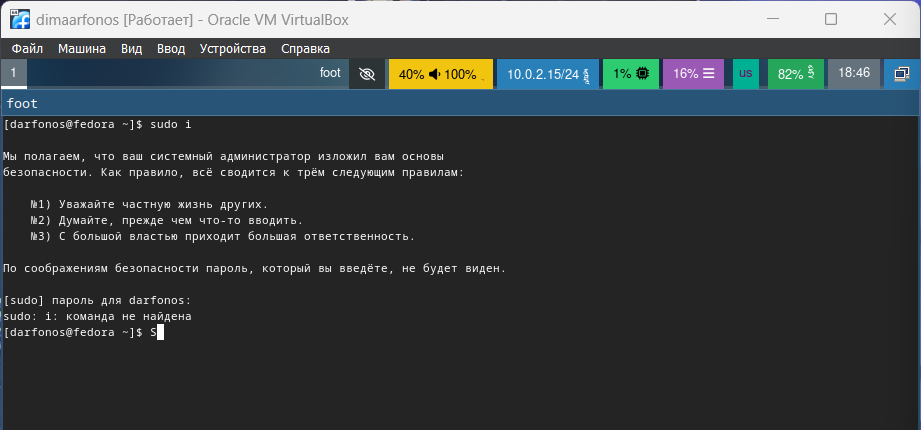 dimaarfonos [Работает] - Oracle VM VirtualBox
Файл Машина Вид Ввод Устройства Справка
1 foot 40% 100% 10.0.2.15/24 1% 16% us 82% 18:46
foot
[darfonos@fedora ~]$ sudo i
Мы полагаем, что ваш системный администратор изложил вам основы
безопасности. Как правило, всё сводится к трём следующим правилам:
№1) Уважайте частную жизнь других.
№2) Думайте, прежде чем что-то вводить.
№3) С большой властью приходит большая ответственность.
По соображениям безопасности пароль, который вы введёте, не будет виден.
[sudo] пароль для darfonos:
sudo: i: команда не найдена
[darfonos@fedora ~]$ S